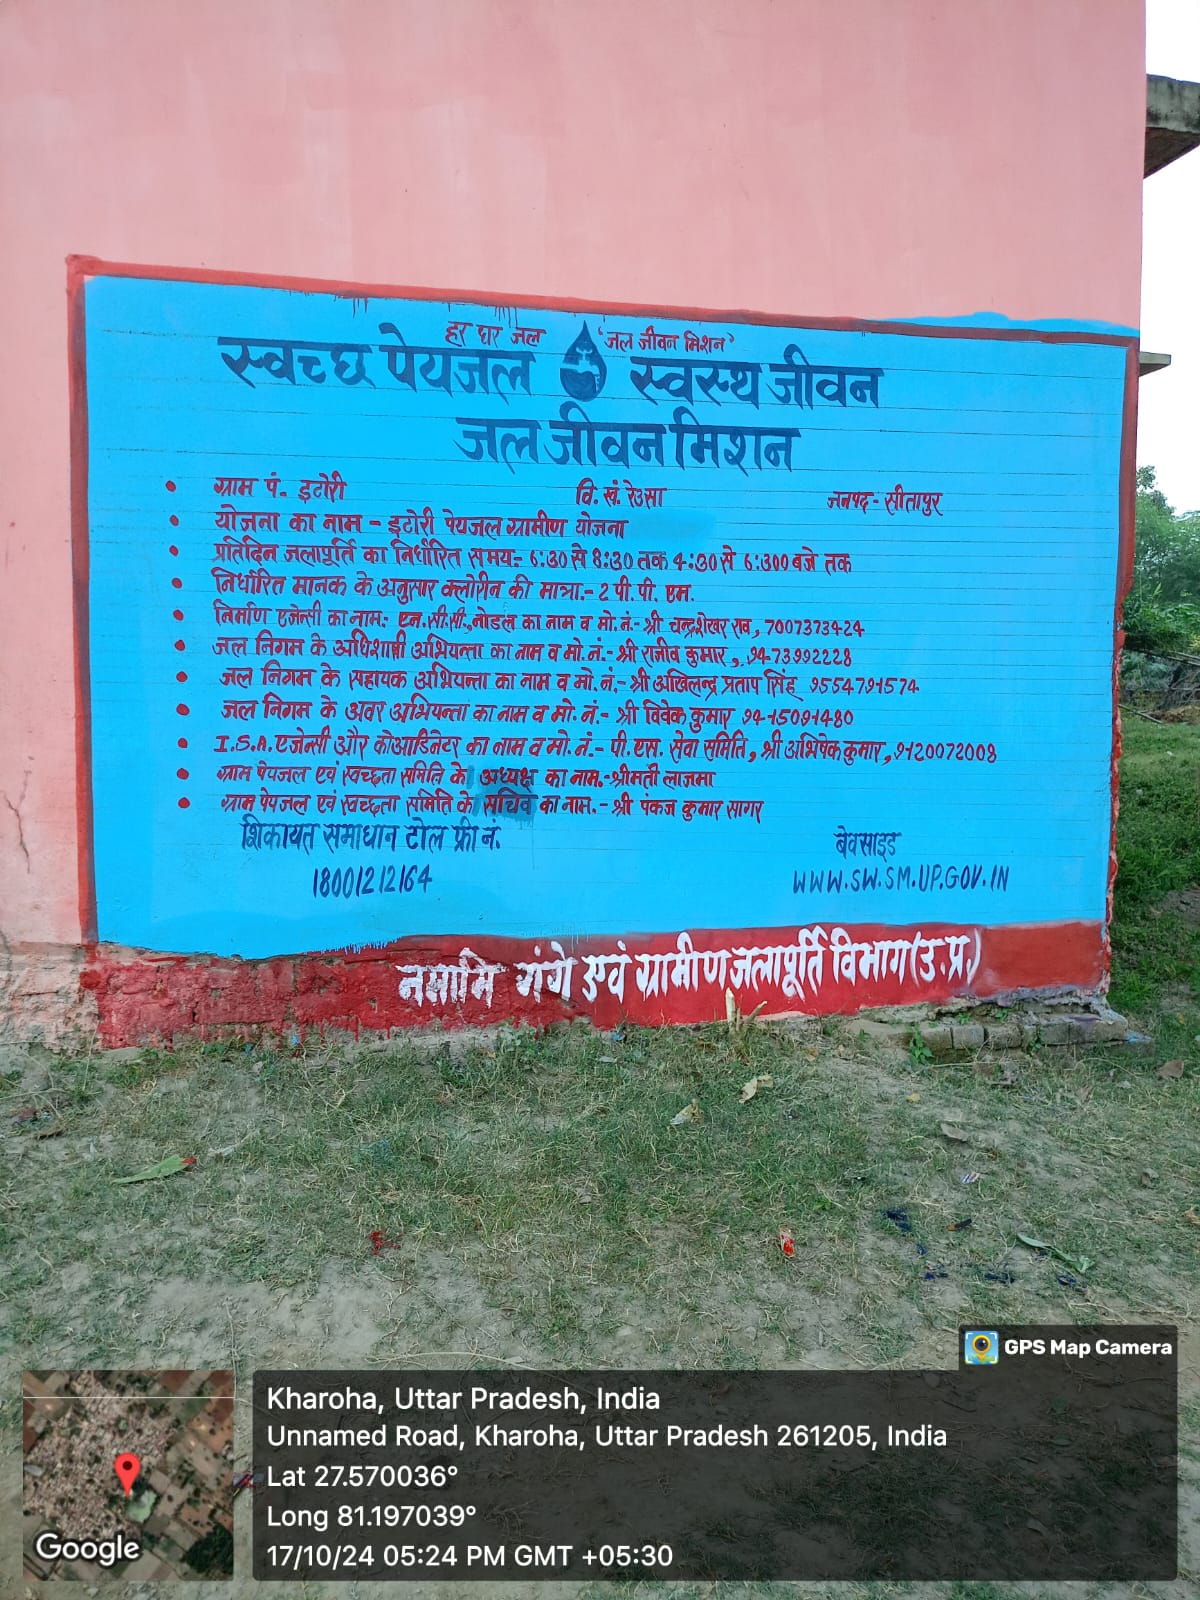 हर घर जल 'जल जीवन मिशन'
स्वच्छ पेयजल स्वस्थ जीवन
जल जीवन मिशन
• ग्राम पं. इटोरी वि. खं. रेउसा जनपद - सीतापुर
• योजना का नाम - इटोरी पेयजल ग्रामीण योजना
• प्रतिदिन जलापूर्ति का निर्धारित समय:- 6:30 से 8:30 तक 4:30 से 6:300 बजे तक
• निर्धारित मानक के अनुसार क्लोरीन की मात्रा.- 2 पी. पी. एम.
• निर्माण एजेन्सी का नाम:- एन. सी. सी., नोडल का नाम व मो. नं.- श्री चन्द्रशेखर राव, 7007373424
• जल निगम के अधिशाषी अभियन्ता का नाम व मो. नं.- श्री राजीव कुमार, 9473992228
• जल निगम के सहायक अभियन्ता का नाम व मो. नं.- श्री अखिलन्द्र प्रताप सिंह 9554791574
• जल निगम के अवर अभियन्ता का नाम व मो. नं.- श्री विवेक कुमार 9415091480
• I.S.A. एजेन्सी और कोआर्डिनेटर का नाम व मो. नं.- पी. एस. सेवा समिति, श्री अभिषेक कुमार, 9120072008
• ग्राम पेयजल एवं स्वच्छता समिति के अध्यक्ष का नाम.- श्रीमती लाजमा
• ग्राम पेयजल एवं स्वच्छता समिति के सचिव का नाम.- श्री पंकज कुमार सागर
शिकायत समाधान टोल फ्री नं. बेवसाइड
18001212164 WWW.SW.SM.UP.GOV.IN
नमामि गंगे एवं ग्रामीण जलापूर्ति विभाग (उ.प्र.)
GPS Map Camera
Kharoha, Uttar Pradesh, India
Unnamed Road, Kharoha, Uttar Pradesh 261205, India
Lat 27.570036°
Long 81.197039°
17/10/24 05:24 PM GMT +05:30
Google